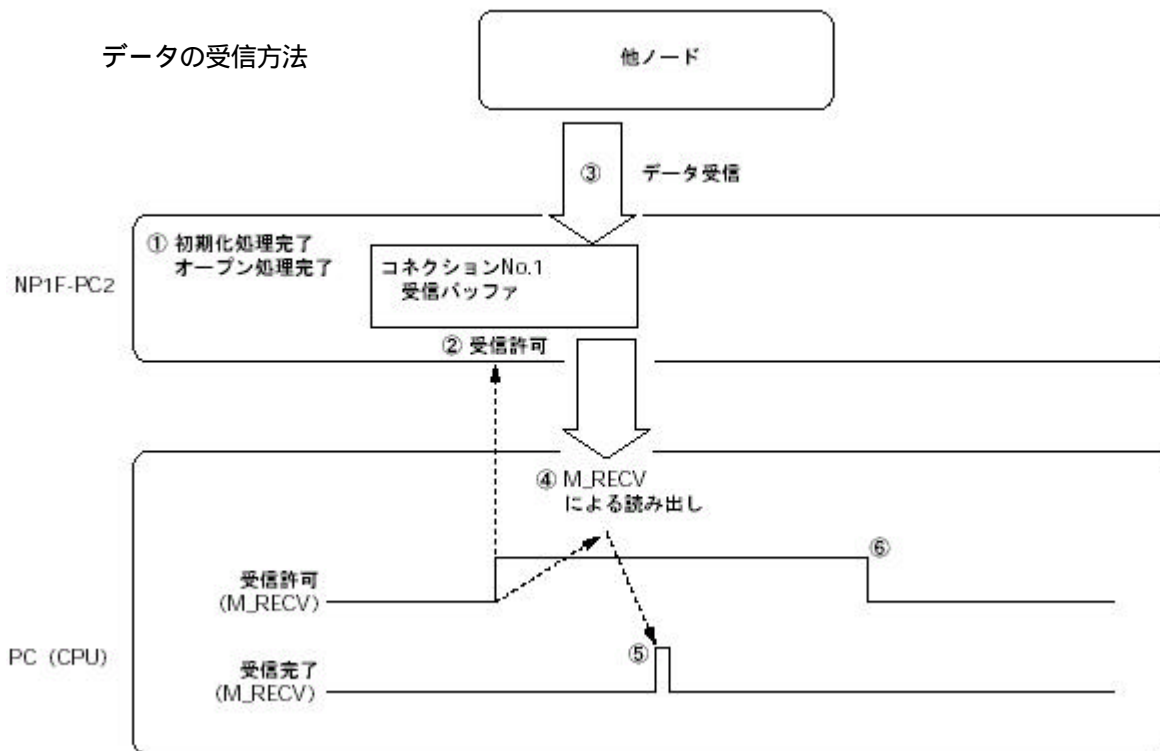 データの受信方法
他ノード
③ データ受信
① 初期化処理完了
オープン処理完了
コネクションNo.1
受信バッファ
NP1F-PC2
② 受信許可
④ M_RECV
による読み出し
⑥
受信許可
(M_RECV)
PC (CPU)
⑤
受信完了
(M_RECV)